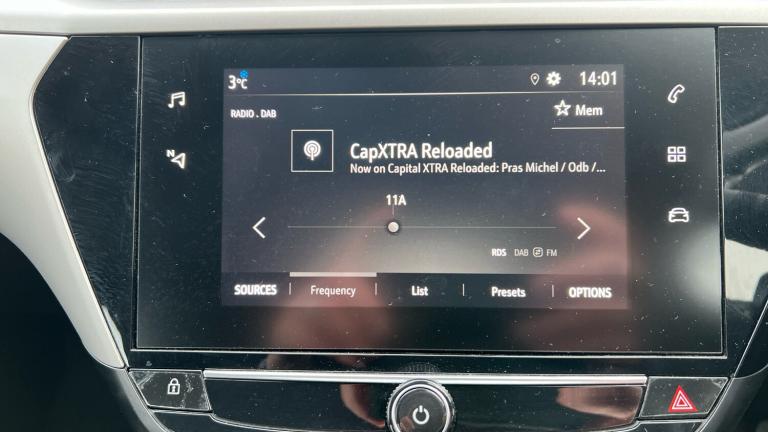 3°C
14:01
RADIO . DAB
Mem
CapXTRA Reloaded
Now on Capital XTRA Reloaded: Pras Michel / Odb /...
11A
RDS DAB FM
SOURCES Frequency List Presets OPTIONS
N